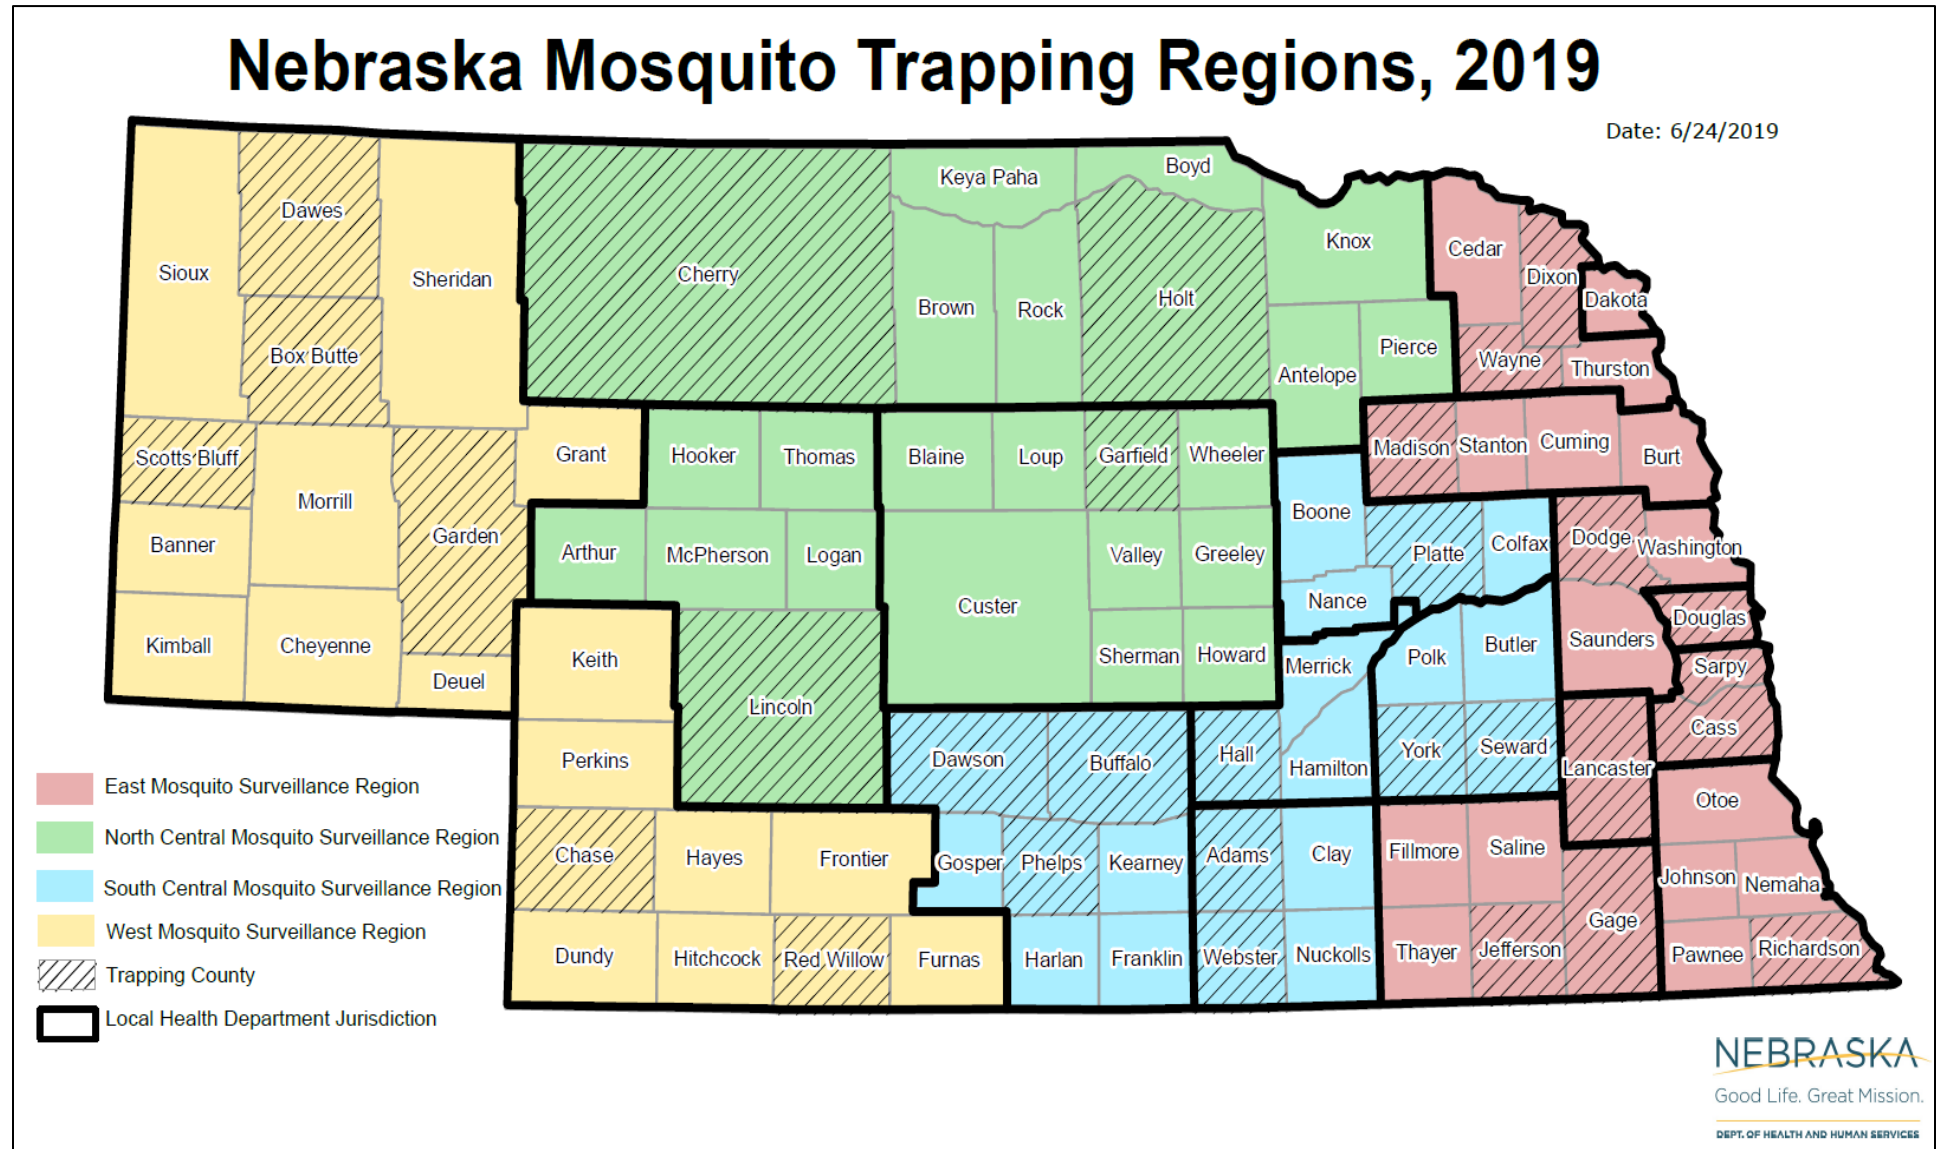 Nebraska Mosquito Trapping Regions, 2019
Date: 6/24/2019
Boyd
Keya Paha
Dawes
Knox
Cedar
Sioux
Sheridan
Cherry
Dixon
Holt
Dakota
Brown
Rock
Box Butte
Pierce
Wayne
Antelope
Thurston
Scotts Bluff
Grant
Hooker
Thomas
Blaine
Loup
Garfield
Wheeler
Madison
Stanton
Cuming
Burt
Morrill
Boone
Garden
Banner
Arthur
McPherson
Logan
Valley
Greeley
Platte
Colfax
Dodge
Washington
Custer
Nance
Douglas
Kimball
Cheyenne
Keith
Sherman
Howard
Merrick
Polk
Butler
Saunders
Sarpy
Deuel
Lincoln
Cass
Perkins
Dawson
Buffalo
Hall
Hamilton
York
Seward
Lancaster
East Mosquito Surveillance Region
Otoe
North Central Mosquito Surveillance Region
Chase
Hayes
Frontier
Gosper
Phelps
Kearney
Adams
Clay
Fillmore
Saline
Johnson
Nemaha
South Central Mosquito Surveillance Region
West Mosquito Surveillance Region
Gage
Dundy
Hitchcock
Red Willow
Furnas
Harlan
Franklin
Webster
Nuckolls
Thayer
Jefferson
Pawnee
Richardson
Trapping County
Local Health Department Jurisdiction
NEBRASKA
Good Life. Great Mission.
DEPT. OF HEALTH AND HUMAN SERVICES